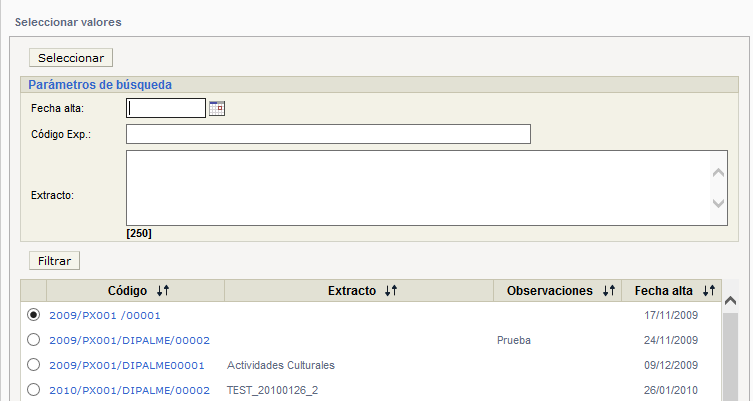 Seleccionar valores
Seleccionar
Parámetros de búsqueda
Fecha alta:
Código Exp.:
Extracto:
[250]
Filtrar
Código Extracto Observaciones Fecha alta
2009/PX001 /00001 17/11/2009
2009/PX001/DIPALME/00002 Prueba 24/11/2009
2009/PX001/DIPALME00001 Actividades Culturales 09/12/2009
2010/PX001/DIPALME/00002 TEST_20100126_2 26/01/2010